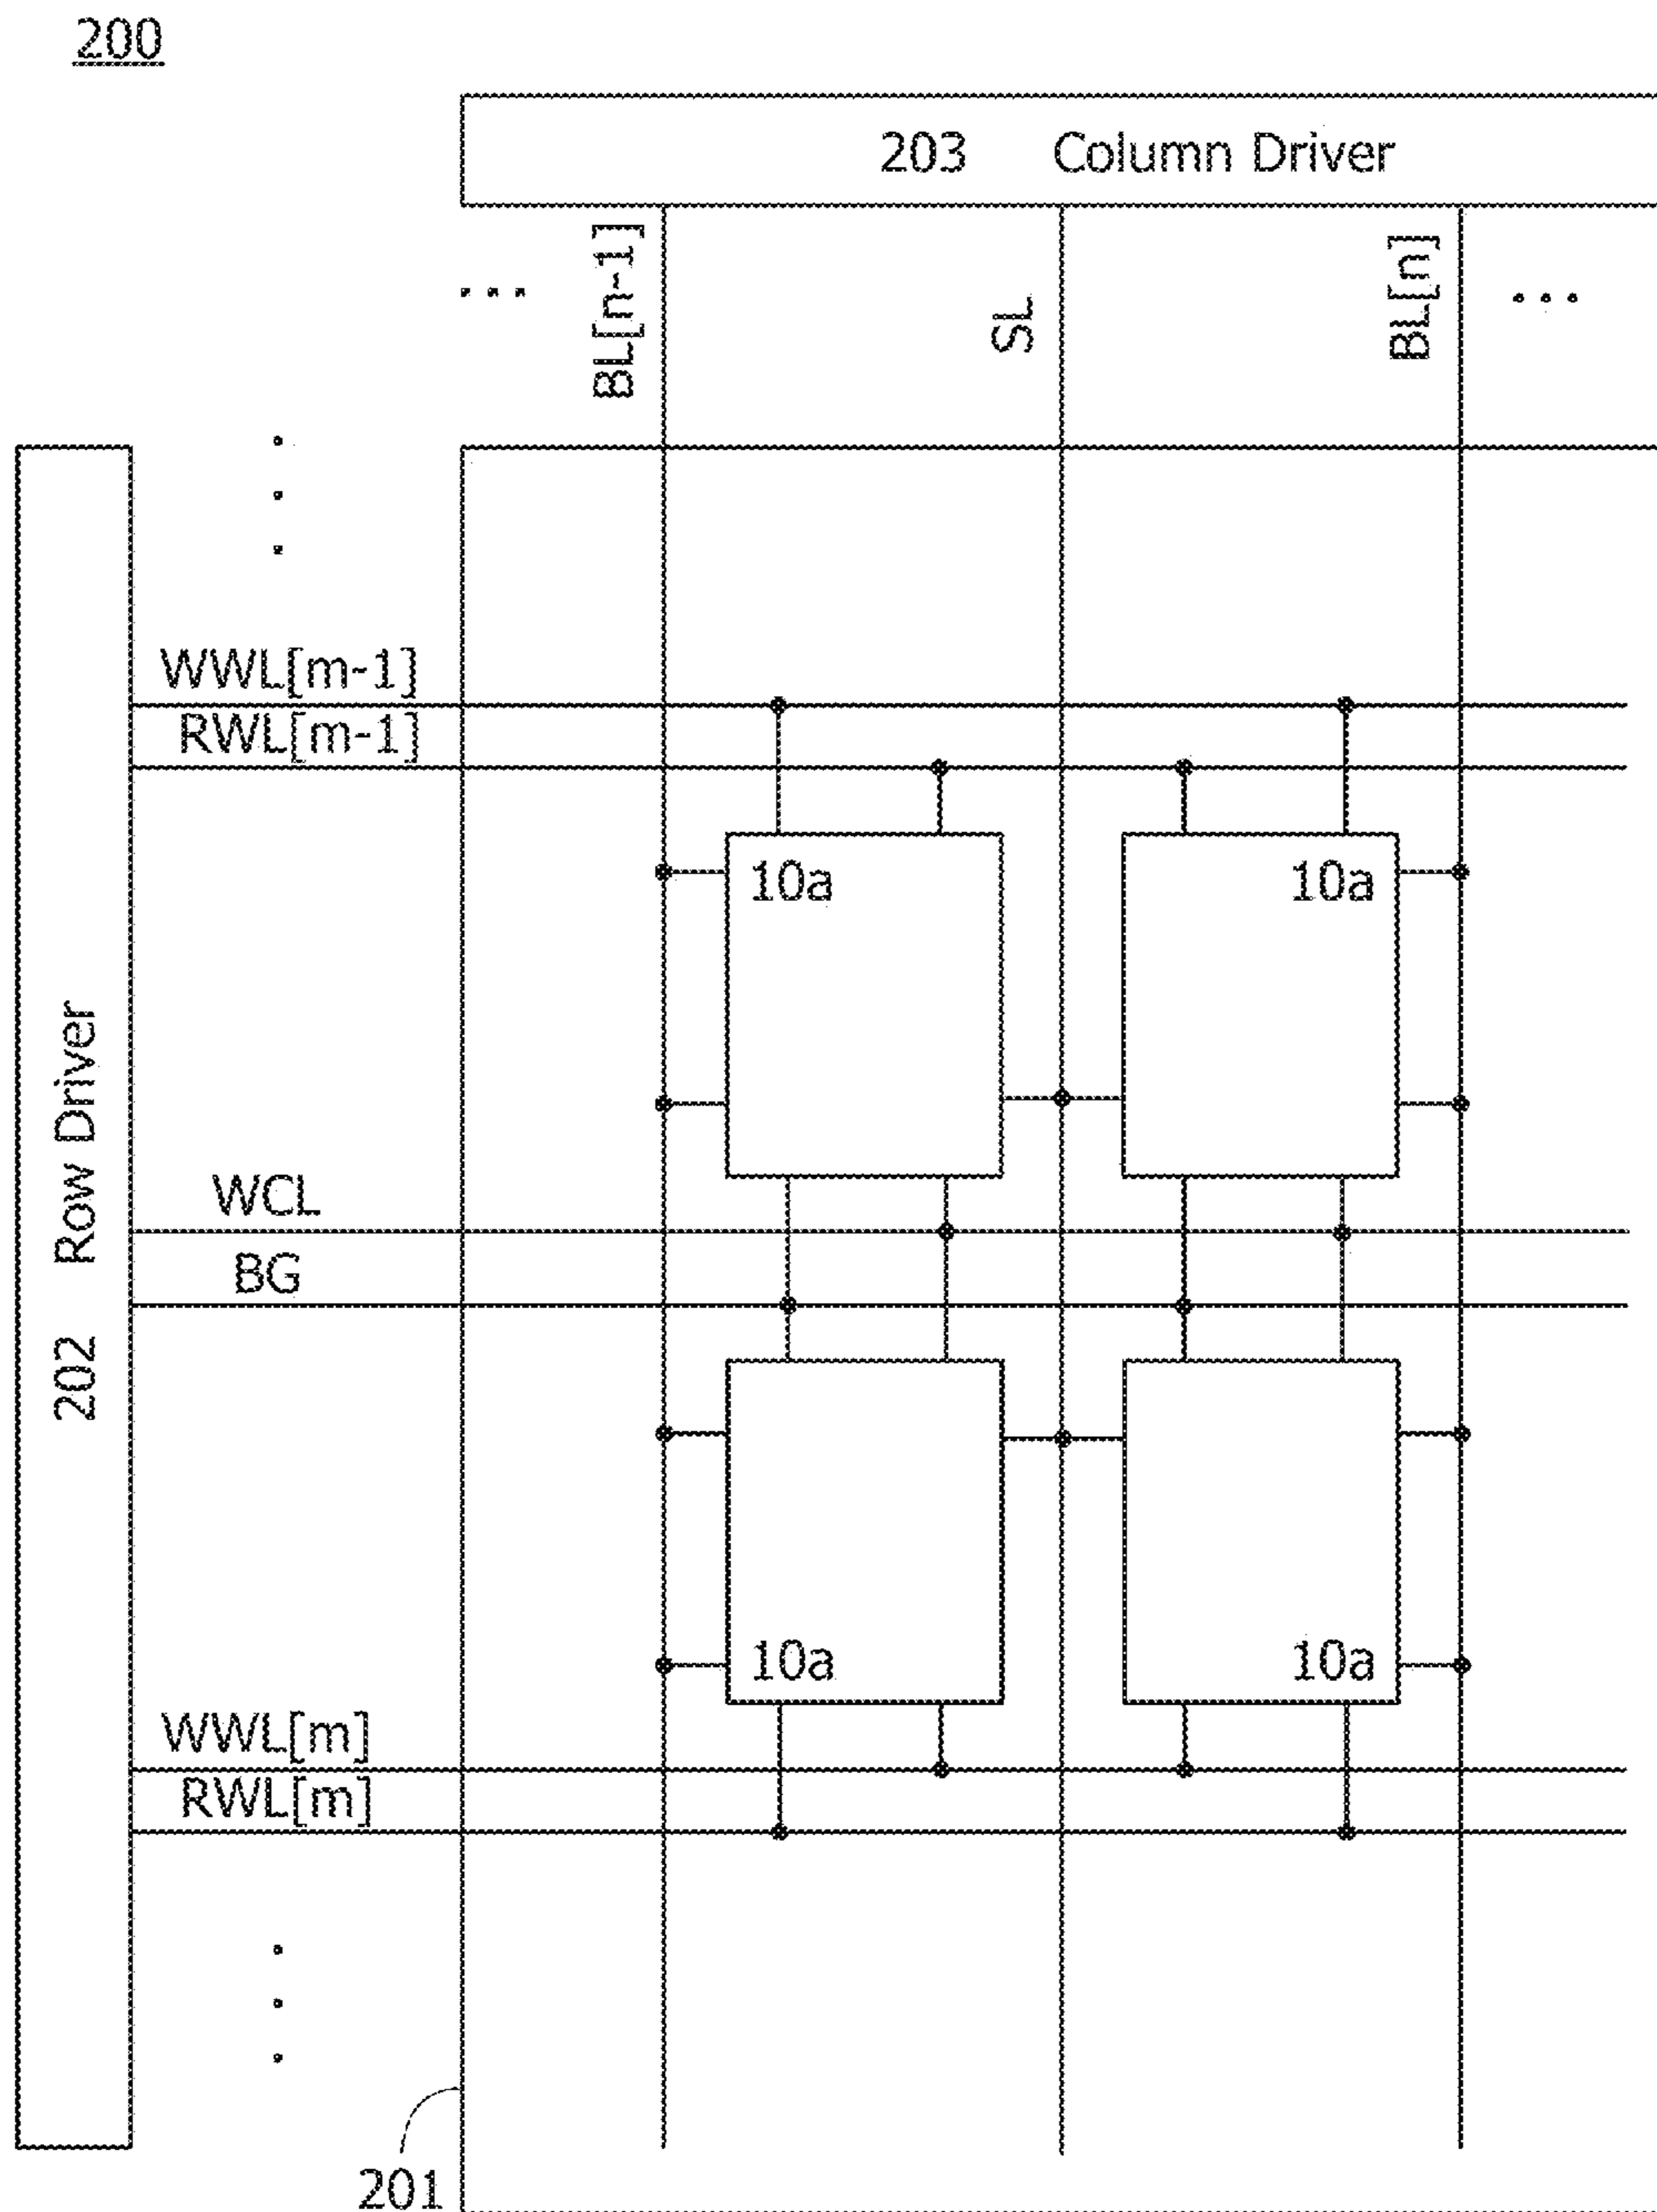 200
203 Column Driver
BL[n-1]
SL
BL[n]
...
...
WWL[m-1]
RWL[m-1]
10a
10a
202 Row Driver
WCL
BG
10a
10a
WWL[m]
RWL[m]
201